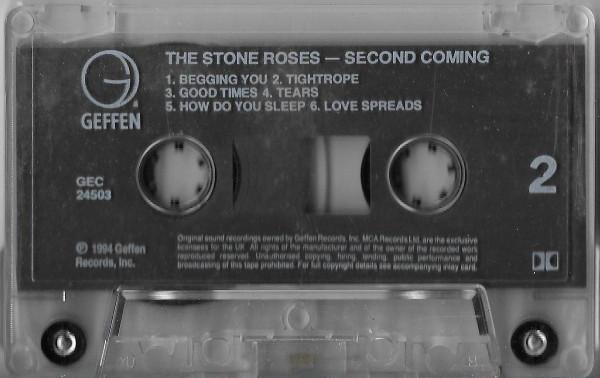 THE STONE ROSES — SECOND COMING
1. BEGGING YOU 2. TIGHTROPE
3. GOOD TIMES 4. TEARS
5. HOW DO YOU SLEEP 6. LOVE SPREADS
G
GEFFEN
GEC
24503
2
℗ 1994 Geffen
Records, Inc.
Original sound recordings owned by Geffen Records, Inc. MCA Records Ltd. are the exclusive
licensees for the UK. All rights of the manufacturer and of the owner of the recorded work
reproduced reserved. Unauthorised copying, hiring, lending, public performance and
broadcasting of this tape prohibited. For full copyright details see accompanying inlay card.